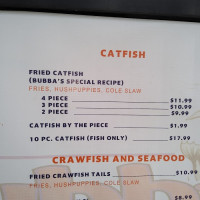 CATFISH
FRIED CATFISH
(BUBBA'S SPECIAL RECIPE)
FRIES, HUSHPUPPIES, COLE SLAW
4 PIECE $11.99
3 PIECE $10.99
2 PIECE $9.99
CATFISH BY THE PIECE $1.99
10 PC. CATFISH (FISH ONLY) $17.99
CRAWFISH AND SEAFOOD
FRIED CRAWFISH TAILS $10.99
FRIES, HUSHPUPPIES, COLE SLAW
$8.99